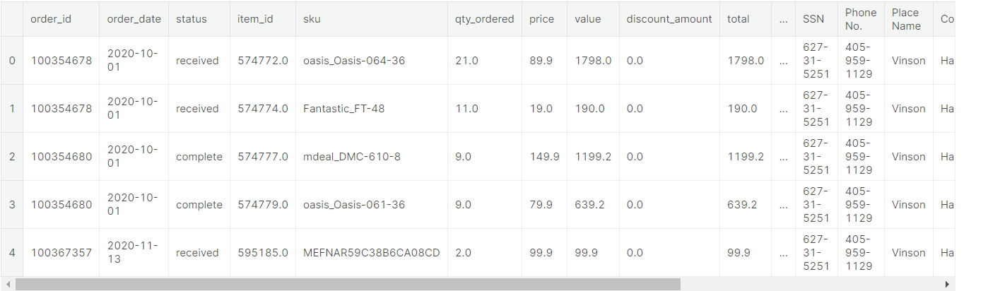 order_id order_date status item_id sku qty_ordered price value discount_amount total ... SSN Phone No. Place Name Co
0 100354678 2020-10-01 received 574772.0 oasis_Oasis-064-36 21.0 89.9 1798.0 0.0 1798.0 ... 627-31-5251 405-959-1129 Vinson Ha
1 100354678 2020-10-01 received 574774.0 Fantastic_FT-48 11.0 19.0 190.0 0.0 190.0 ... 627-31-5251 405-959-1129 Vinson Ha
2 100354680 2020-10-01 complete 574777.0 mdeal_DMC-610-8 9.0 149.9 1199.2 0.0 1199.2 ... 627-31-5251 405-959-1129 Vinson Ha
3 100354680 2020-10-01 complete 574779.0 oasis_Oasis-061-36 9.0 79.9 639.2 0.0 639.2 ... 627-31-5251 405-959-1129 Vinson Ha
4 100367357 2020-11-13 received 595185.0 MEFNAR59C38B6CA08CD 2.0 99.9 99.9 0.0 99.9 ... 627-31-5251 405-959-1129 Vinson Ha